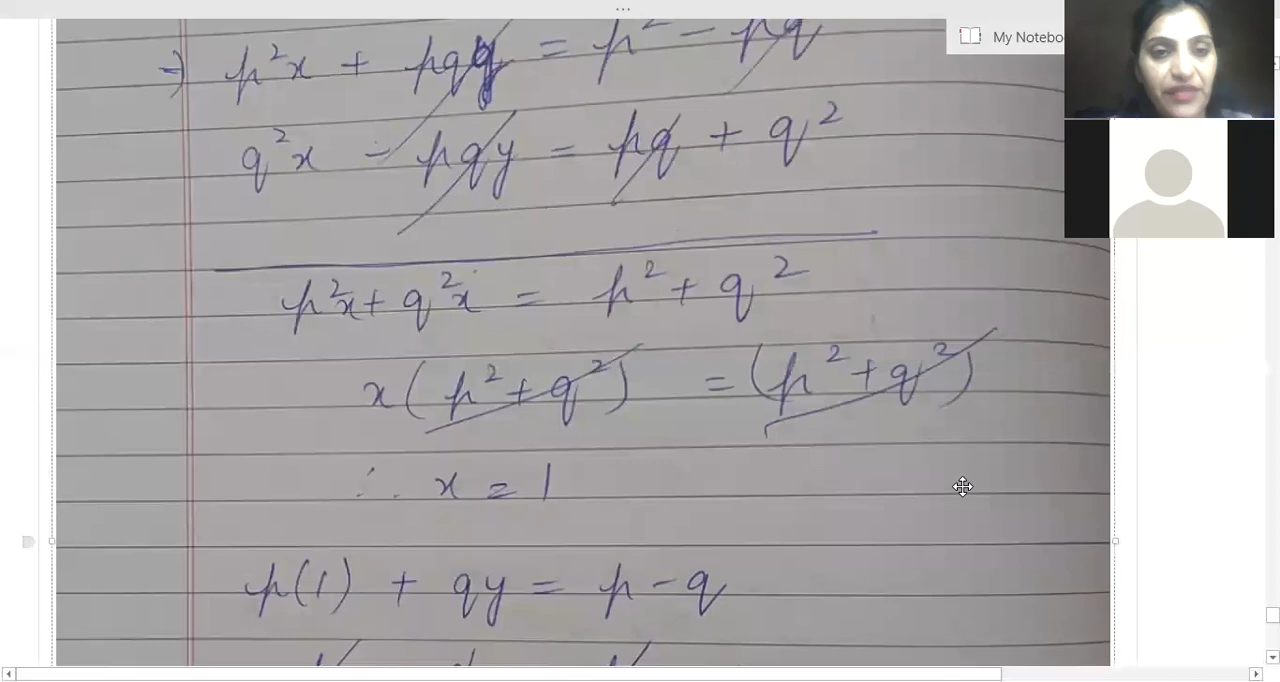 My Notebo
⇒ p²x + pqy = p² - pq
q²x - pqy = pq + q²
p²x + q²x = p² + q²
x(p² + q²) = (p² + q²)
∴ x = 1
p(1) + qy = p - q